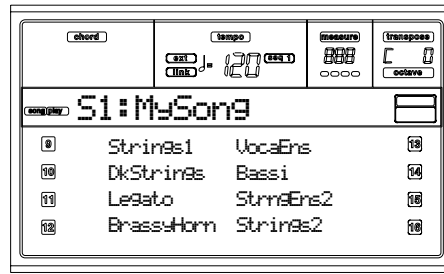 chord tempo measure transpose
ext ♩= 120 seq 1 888 C 0
link octave
song play S1:MySong
9 Strings1 VocaEns 13
10 DkStrings Bassi 14
11 Legato StrngEns2 15
12 BrassyHorn Strings2 16